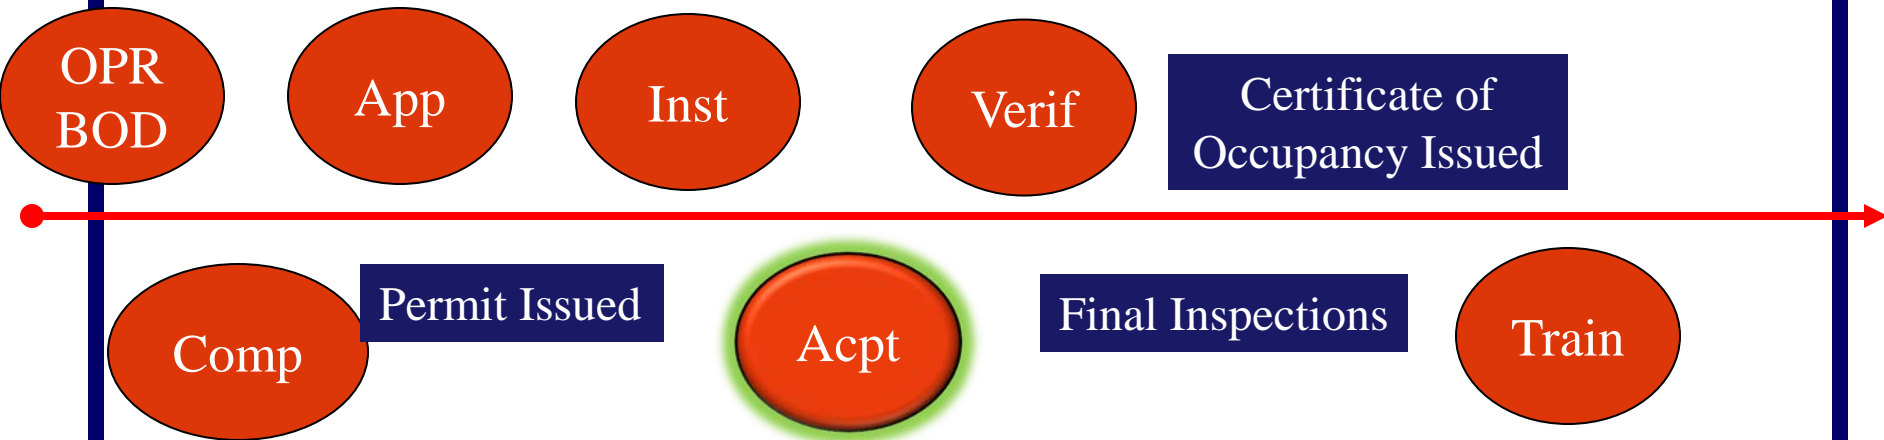 OPR
BOD
App
Inst
Verif
Certificate of
Occupancy Issued
Comp
Permit Issued
Acpt
Final Inspections
Train